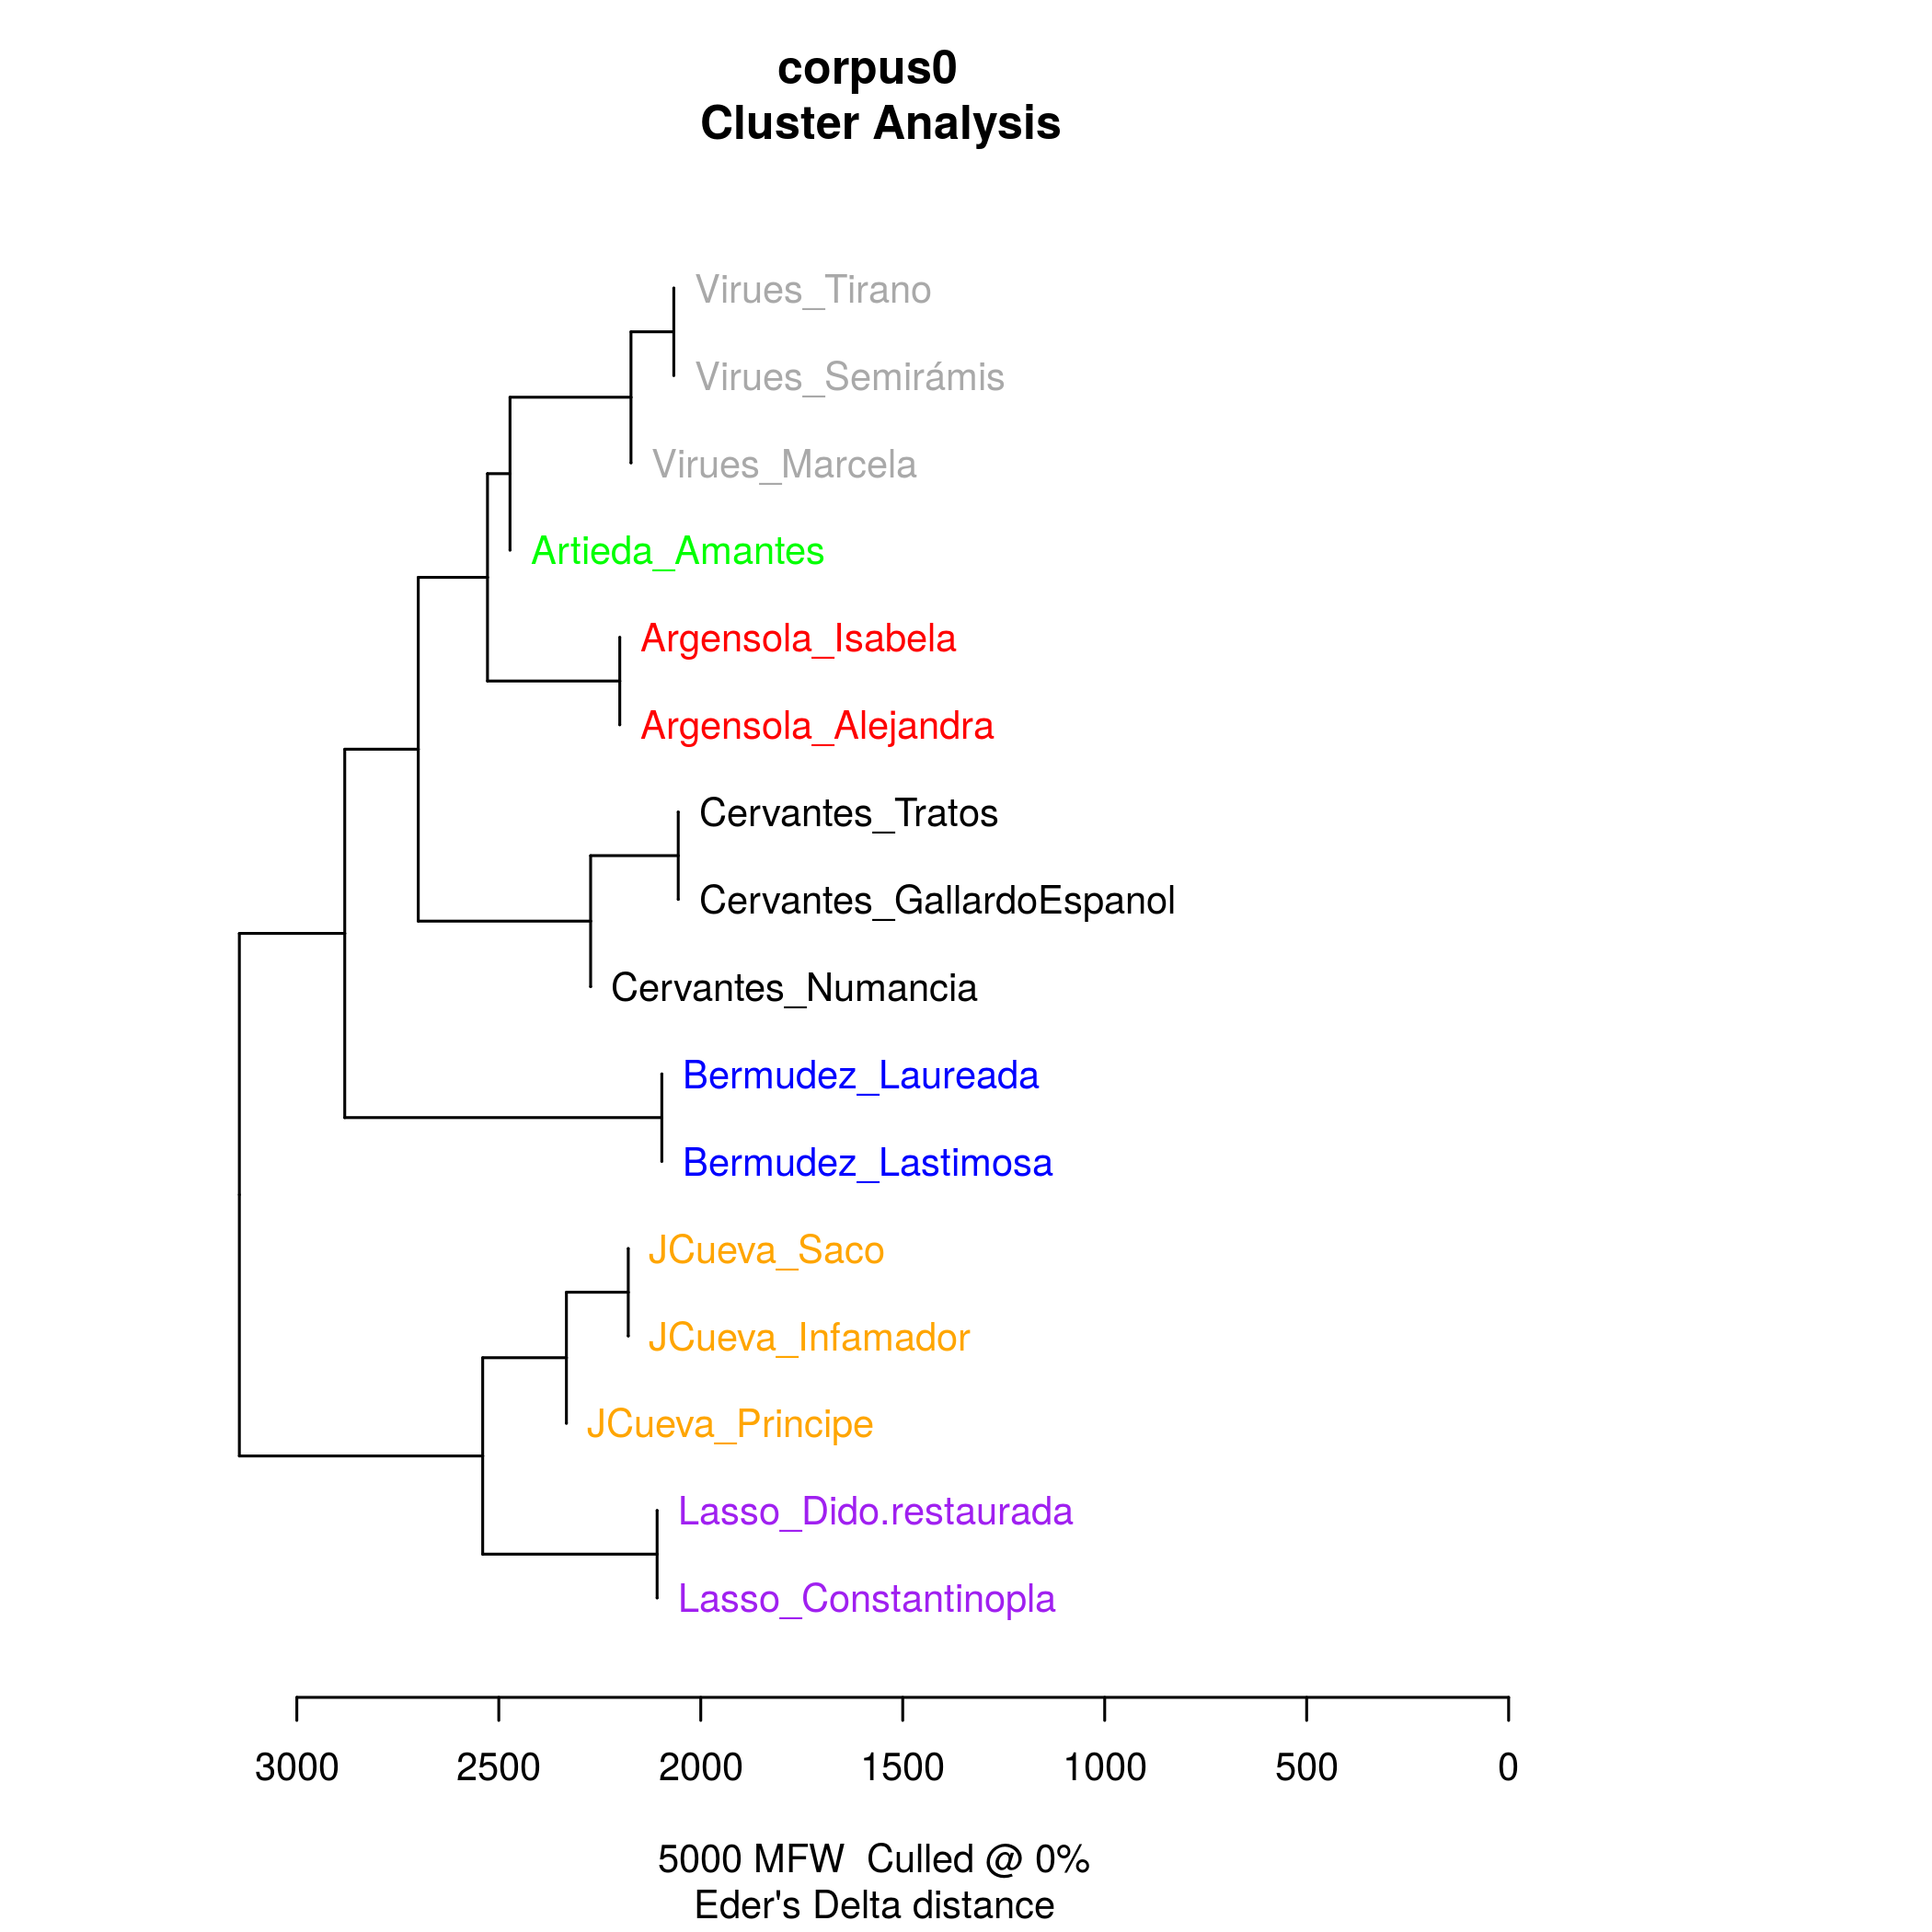 corpus0
Cluster Analysis
Virues_Tirano
Virues_Semirámis
Virues_Marcela
Artieda_Amantes
Argensola_Isabela
Argensola_Alejandra
Cervantes_Tratos
Cervantes_GallardoEspanol
Cervantes_Numancia
Bermudez_Laureada
Bermudez_Lastimosa
JCueva_Saco
JCueva_Infamador
JCueva_Principe
Lasso_Dido.restaurada
Lasso_Constantinopla
3000 2500 2000 1500 1000 500 0
5000 MFW  Culled @ 0%
Eder's Delta distance